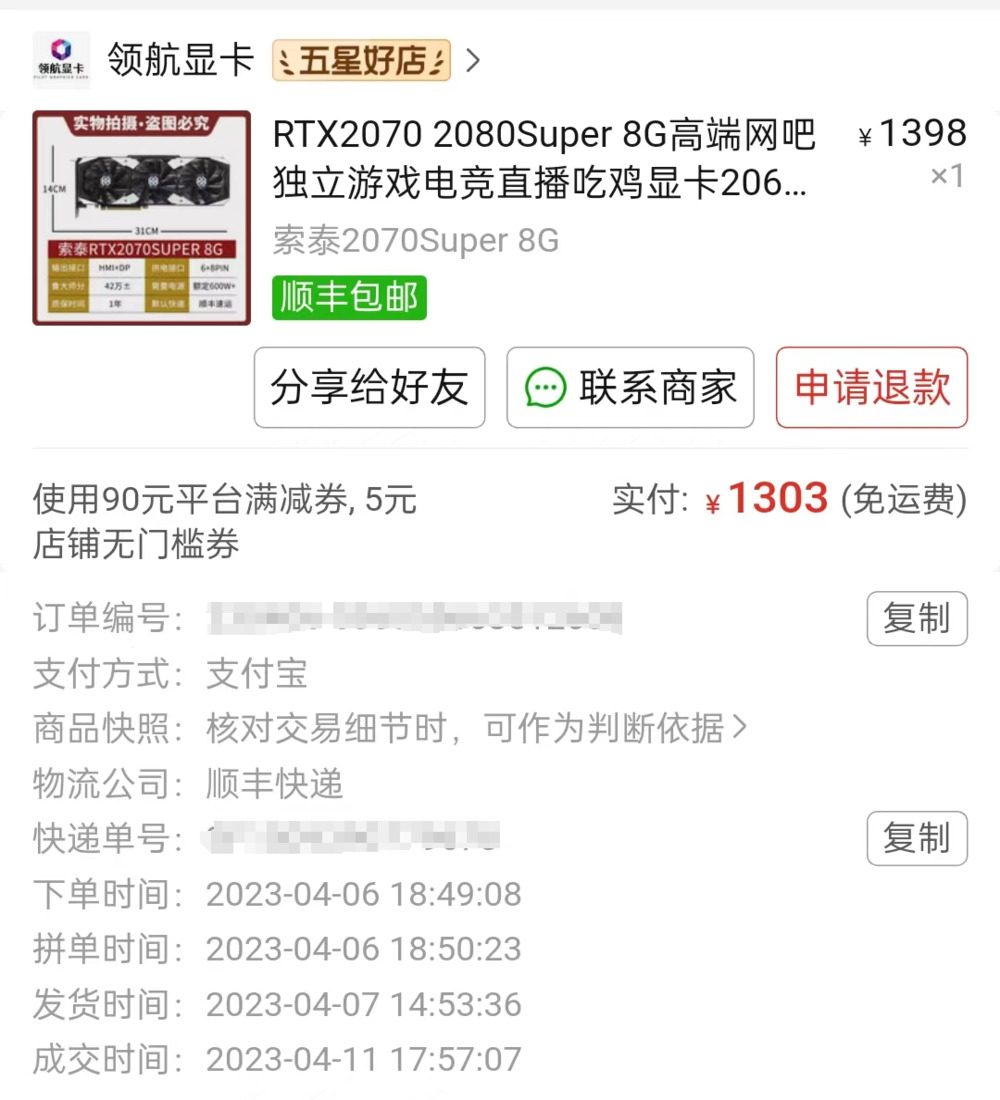 领航显卡
领航显卡 五星好店
实物拍摄·盗图必究
14CM
31CM
索泰RTX2070SUPER 8G
输出接口 HMI+DP 供电接口 6+8PIN
鲁大师分 42万± 需要电源 额定600W+
质保时间 1年 默认快递 顺丰速运
RTX2070 2080Super 8G高端网吧 ¥1398
独立游戏电竞直播吃鸡显卡206... ×1
索泰2070Super 8G
顺丰包邮
分享给好友 联系商家 申请退款
使用90元平台满减券, 5元
店铺无门槛券
实付: ¥1303 (免运费)
订单编号: 复制
支付方式: 支付宝
商品快照: 核对交易细节时，可作为判断依据
物流公司: 顺丰快递
快递单号: 复制
下单时间: 2023-04-06 18:49:08
拼单时间: 2023-04-06 18:50:23
发货时间: 2023-04-07 14:53:36
成交时间: 2023-04-11 17:57:07